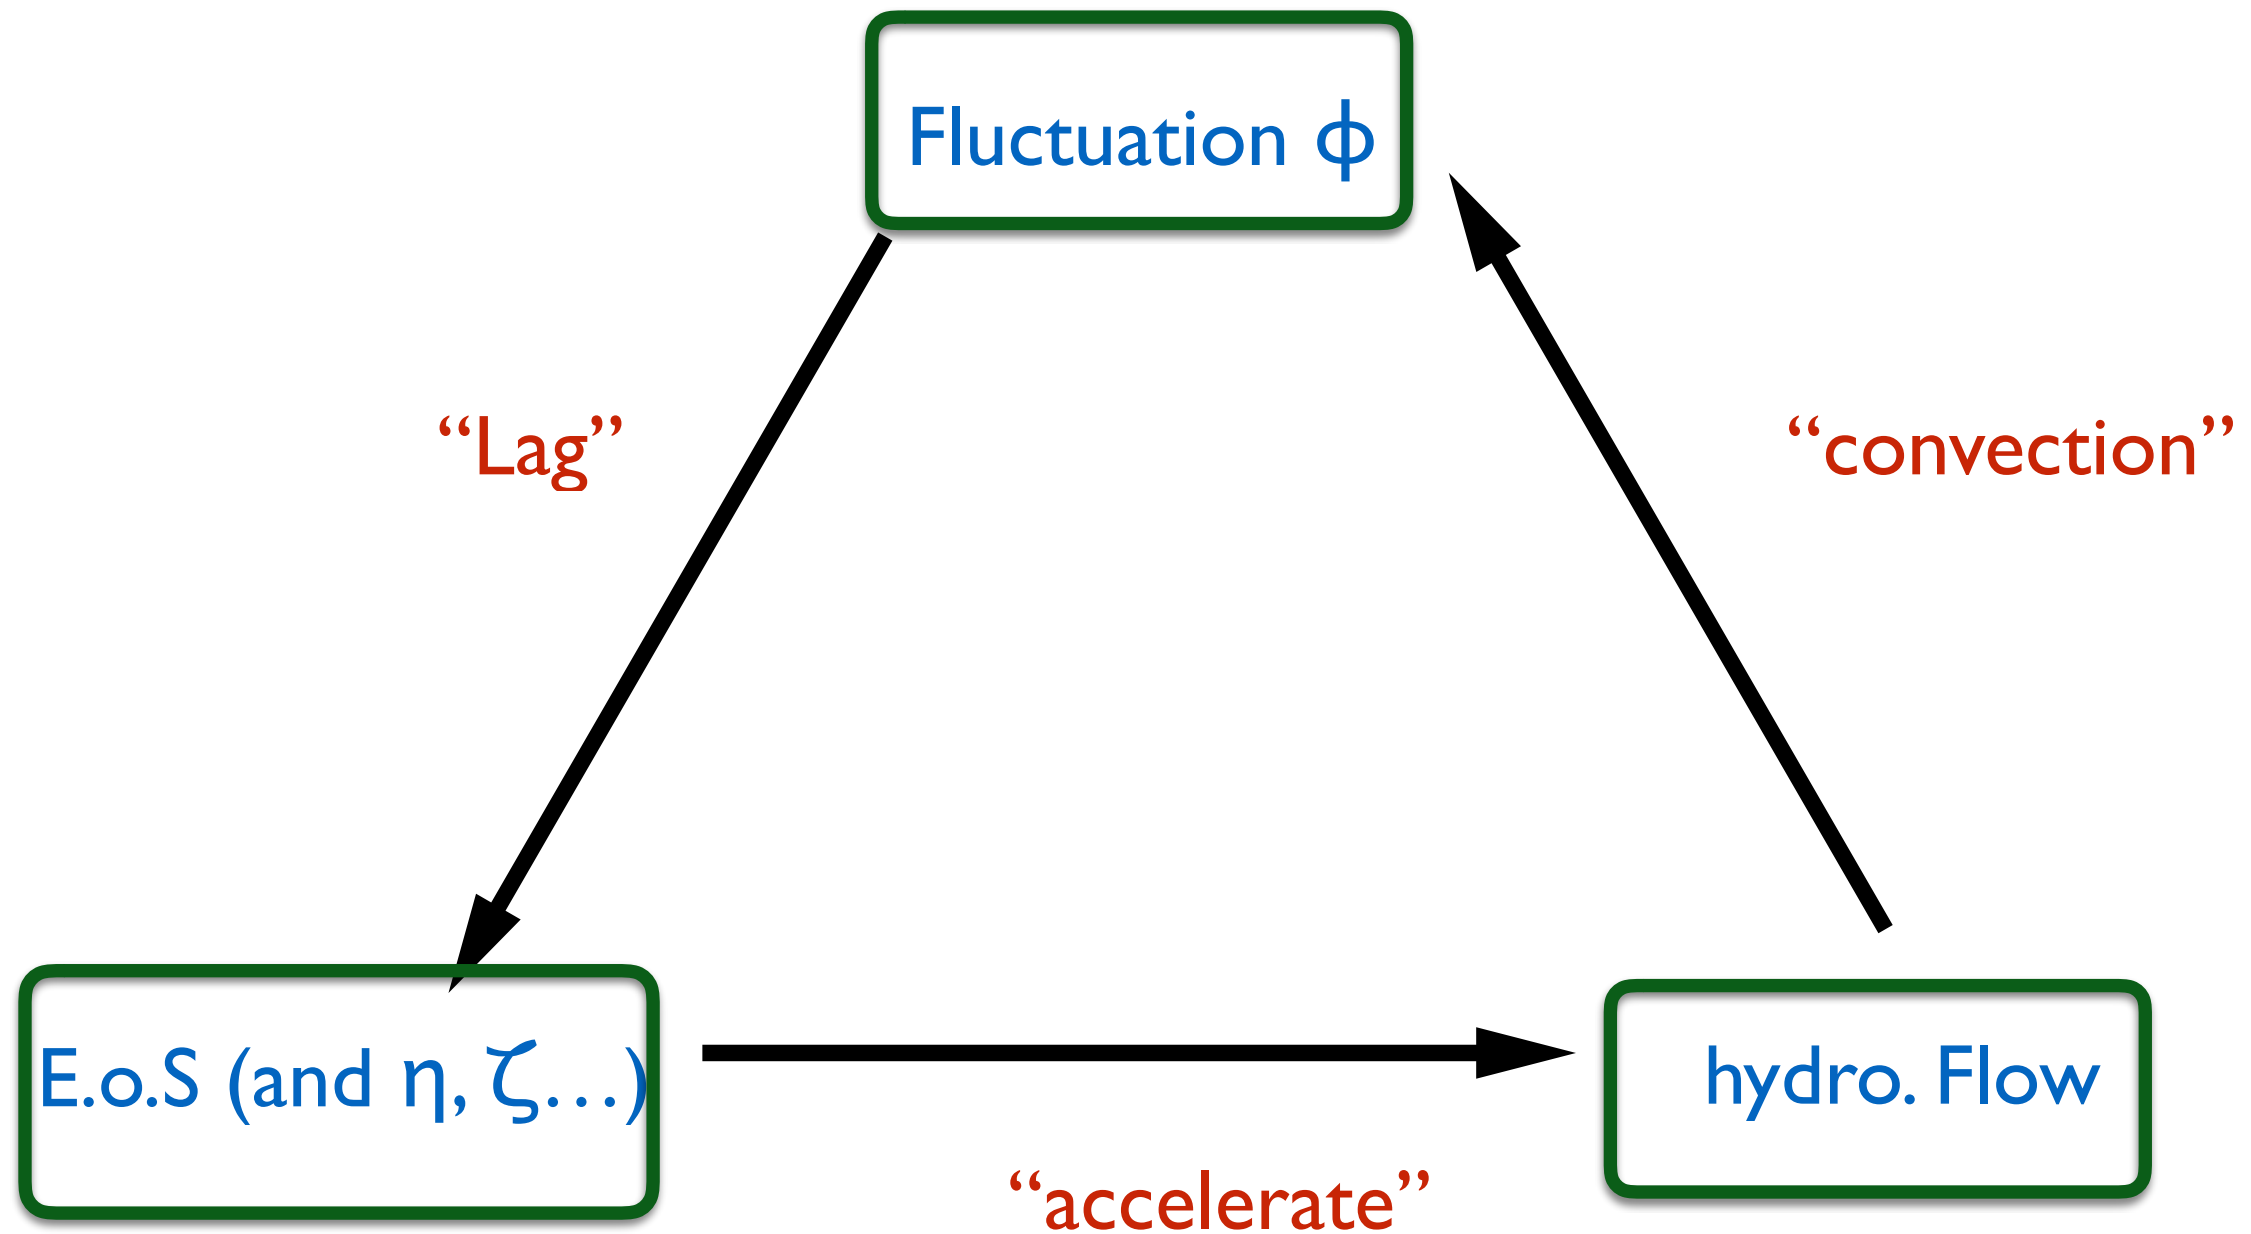 Fluctuation ϕ
“Lag”
“convection”
E.o.S (and η, ζ…)
hydro. Flow
“accelerate”